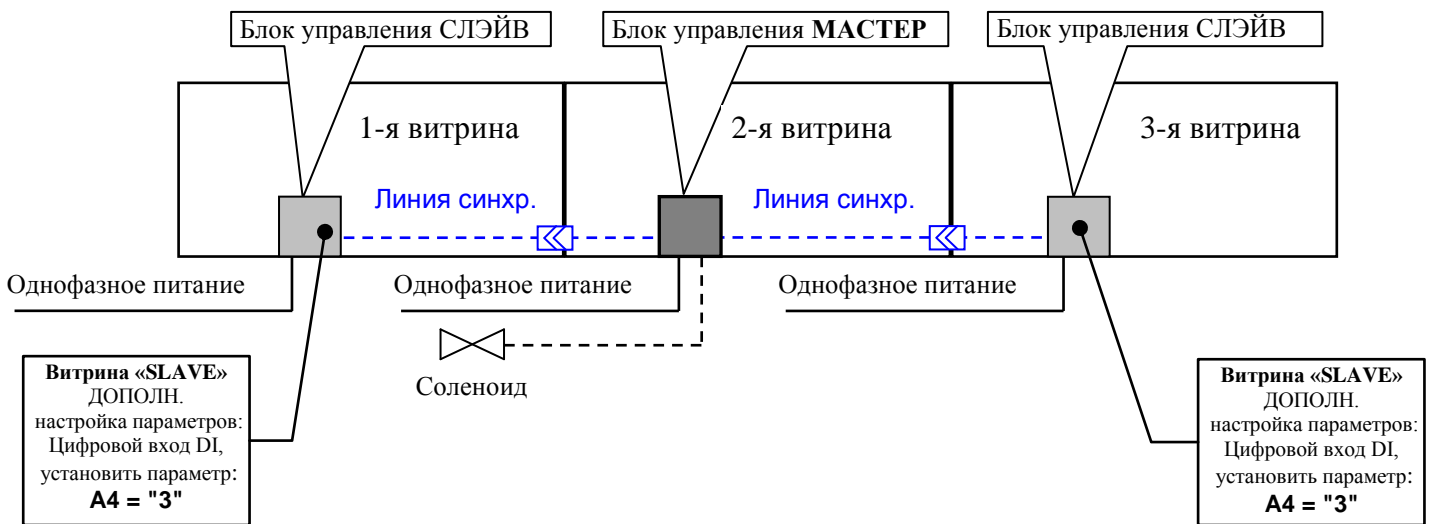 Блок управления СЛЭЙВ
Блок управления МАСТЕР
Блок управления СЛЭЙВ
1-я витрина
2-я витрина
3-я витрина
Линия синхр.
Линия синхр.
Однофазное питание
Однофазное питание
Однофазное питание
Соленоид
Витрина «SLAVE»
ДОПОЛН.
настройка параметров:
Цифровой вход DI,
установить параметр:
A4 = "3"
Витрина «SLAVE»
ДОПОЛН.
настройка параметров:
Цифровой вход DI,
установить параметр:
A4 = "3"